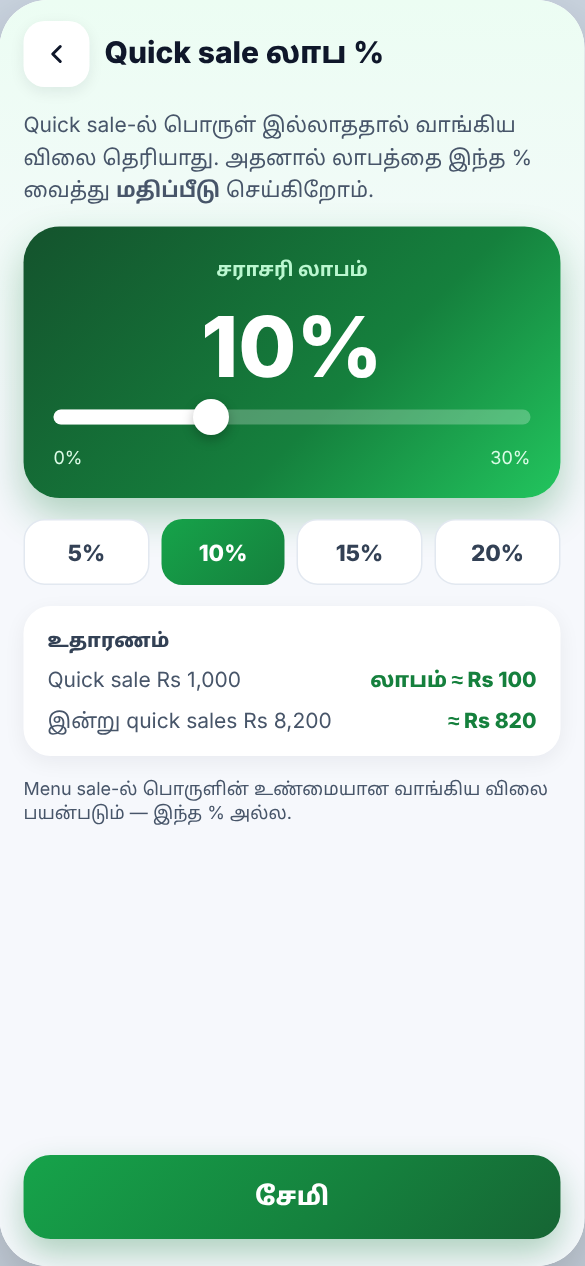 Quick sale லாப %
Quick sale-ல் பொருள் இல்லாததால் வாங்கிய
விலை தெரியாது. அதனால் லாபத்தை இந்த %
வைத்து மதிப்பீடு செய்கிறோம்.
சராசரி லாபம்
10%
0% 30%
5% 10% 15% 20%
உதாரணம்
Quick sale Rs 1,000 லாபம் ≈ Rs 100
இன்று quick sales Rs 8,200 ≈ Rs 820
Menu sale-ல் பொருளின் உண்மையான வாங்கிய விலை
பயன்படும் — இந்த % அல்ல.
சேமி